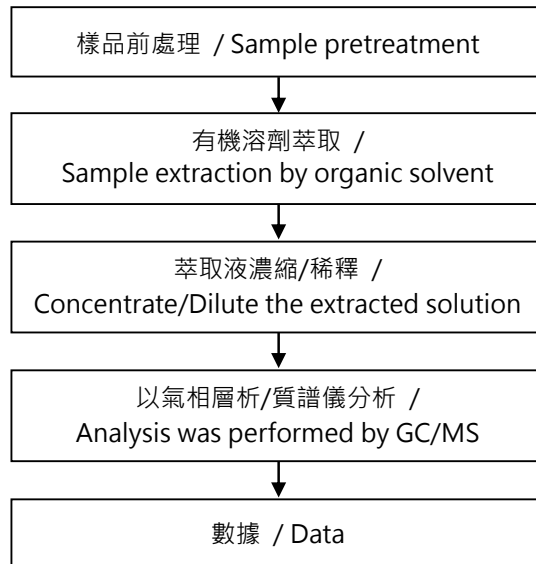 樣品前處理 / Sample pretreatment
有機溶劑萃取 /
Sample extraction by organic solvent
萃取液濃縮/稀釋 /
Concentrate/Dilute the extracted solution
以氣相層析/質譜儀分析 /
Analysis was performed by GC/MS
數據 / Data